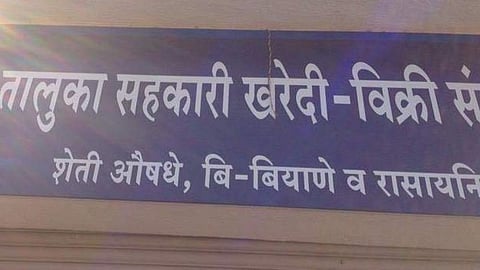 तालुका सहकारी खरेदी-विक्री सं
शेती औषधे, बि-बियाणे व रासायनि